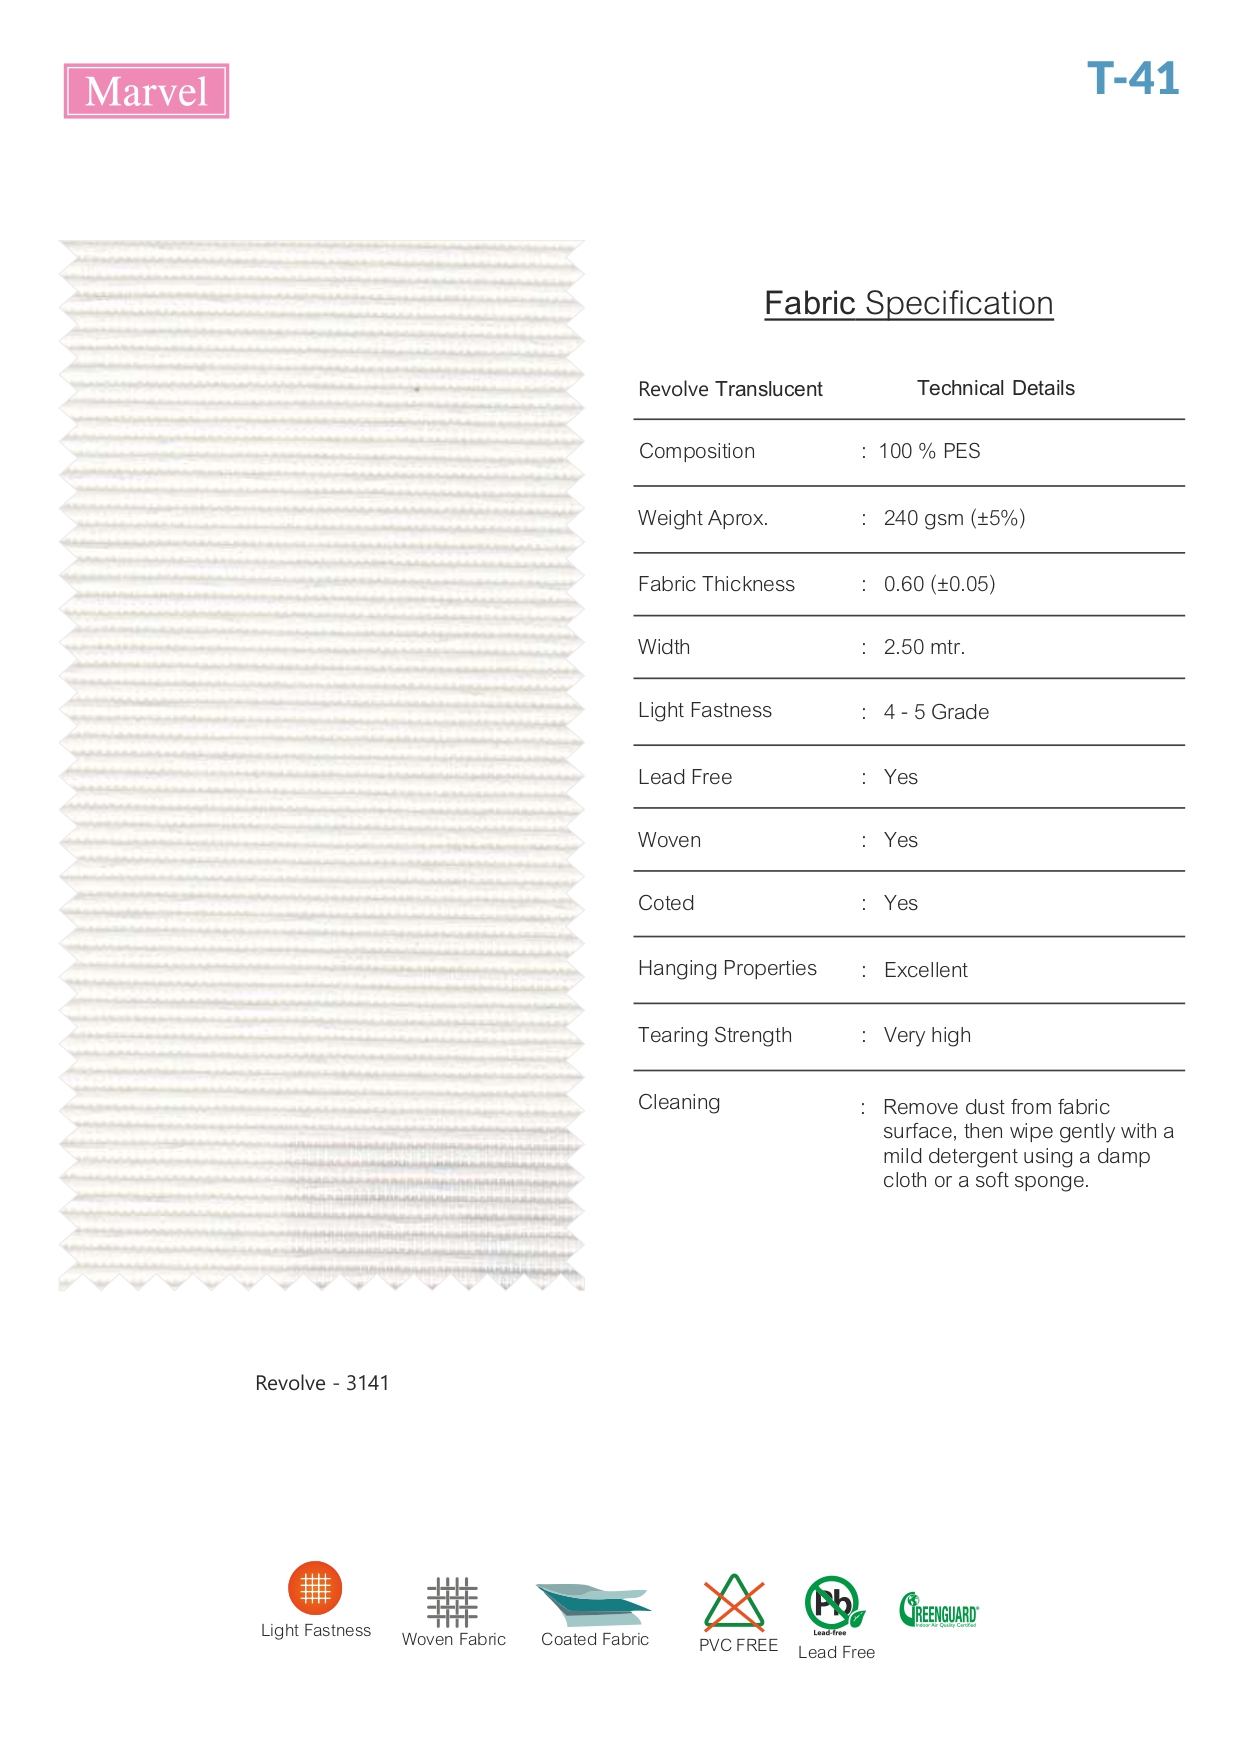 Marvel
T-41
Fabric Specification
Revolve Translucent Technical Details
Composition : 100 % PES
Weight Aprox. : 240 gsm (±5%)
Fabric Thickness : 0.60 (±0.05)
Width : 2.50 mtr.
Light Fastness : 4 - 5 Grade
Lead Free : Yes
Woven : Yes
Coted : Yes
Hanging Properties : Excellent
Tearing Strength : Very high
Cleaning : Remove dust from fabric
surface, then wipe gently with a
mild detergent using a damp
cloth or a soft sponge.
Revolve - 3141
Light Fastness
Woven Fabric
Coated Fabric
PVC FREE
Pb
Lead-free
Lead Free
GREENGUARD
Indoor Air Quality Certified